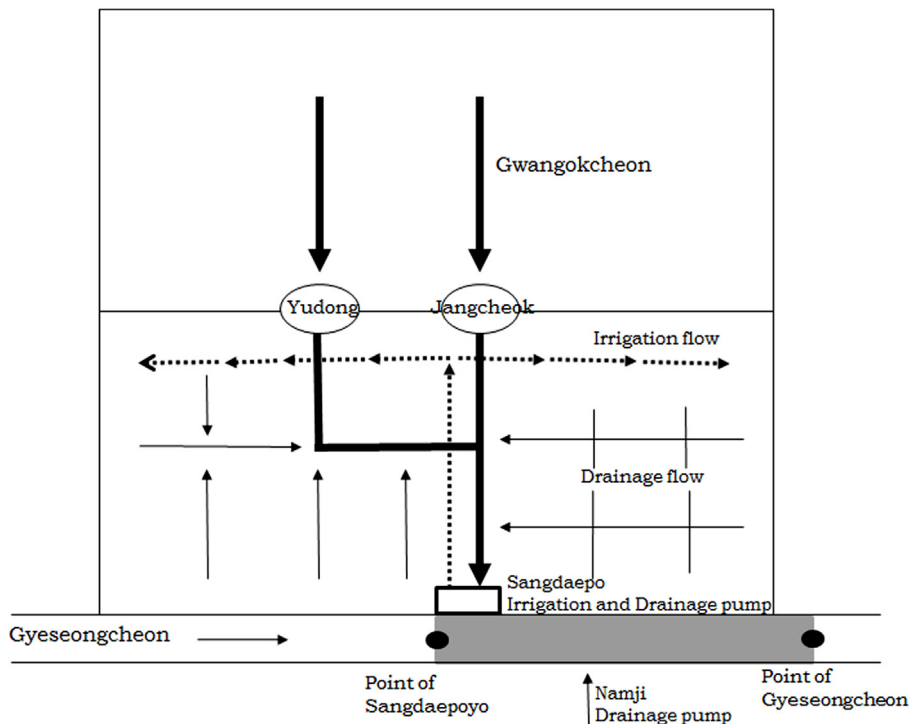 Gwangokcheon
Yudong
Jangcheok
Irrigation flow
Drainage flow
Sangdaepo
Irrigation and Drainage pump
Gyeseongcheon
Point of
Sangdaepoyo
Namji
Drainage pump
Point of
Gyeseongcheon